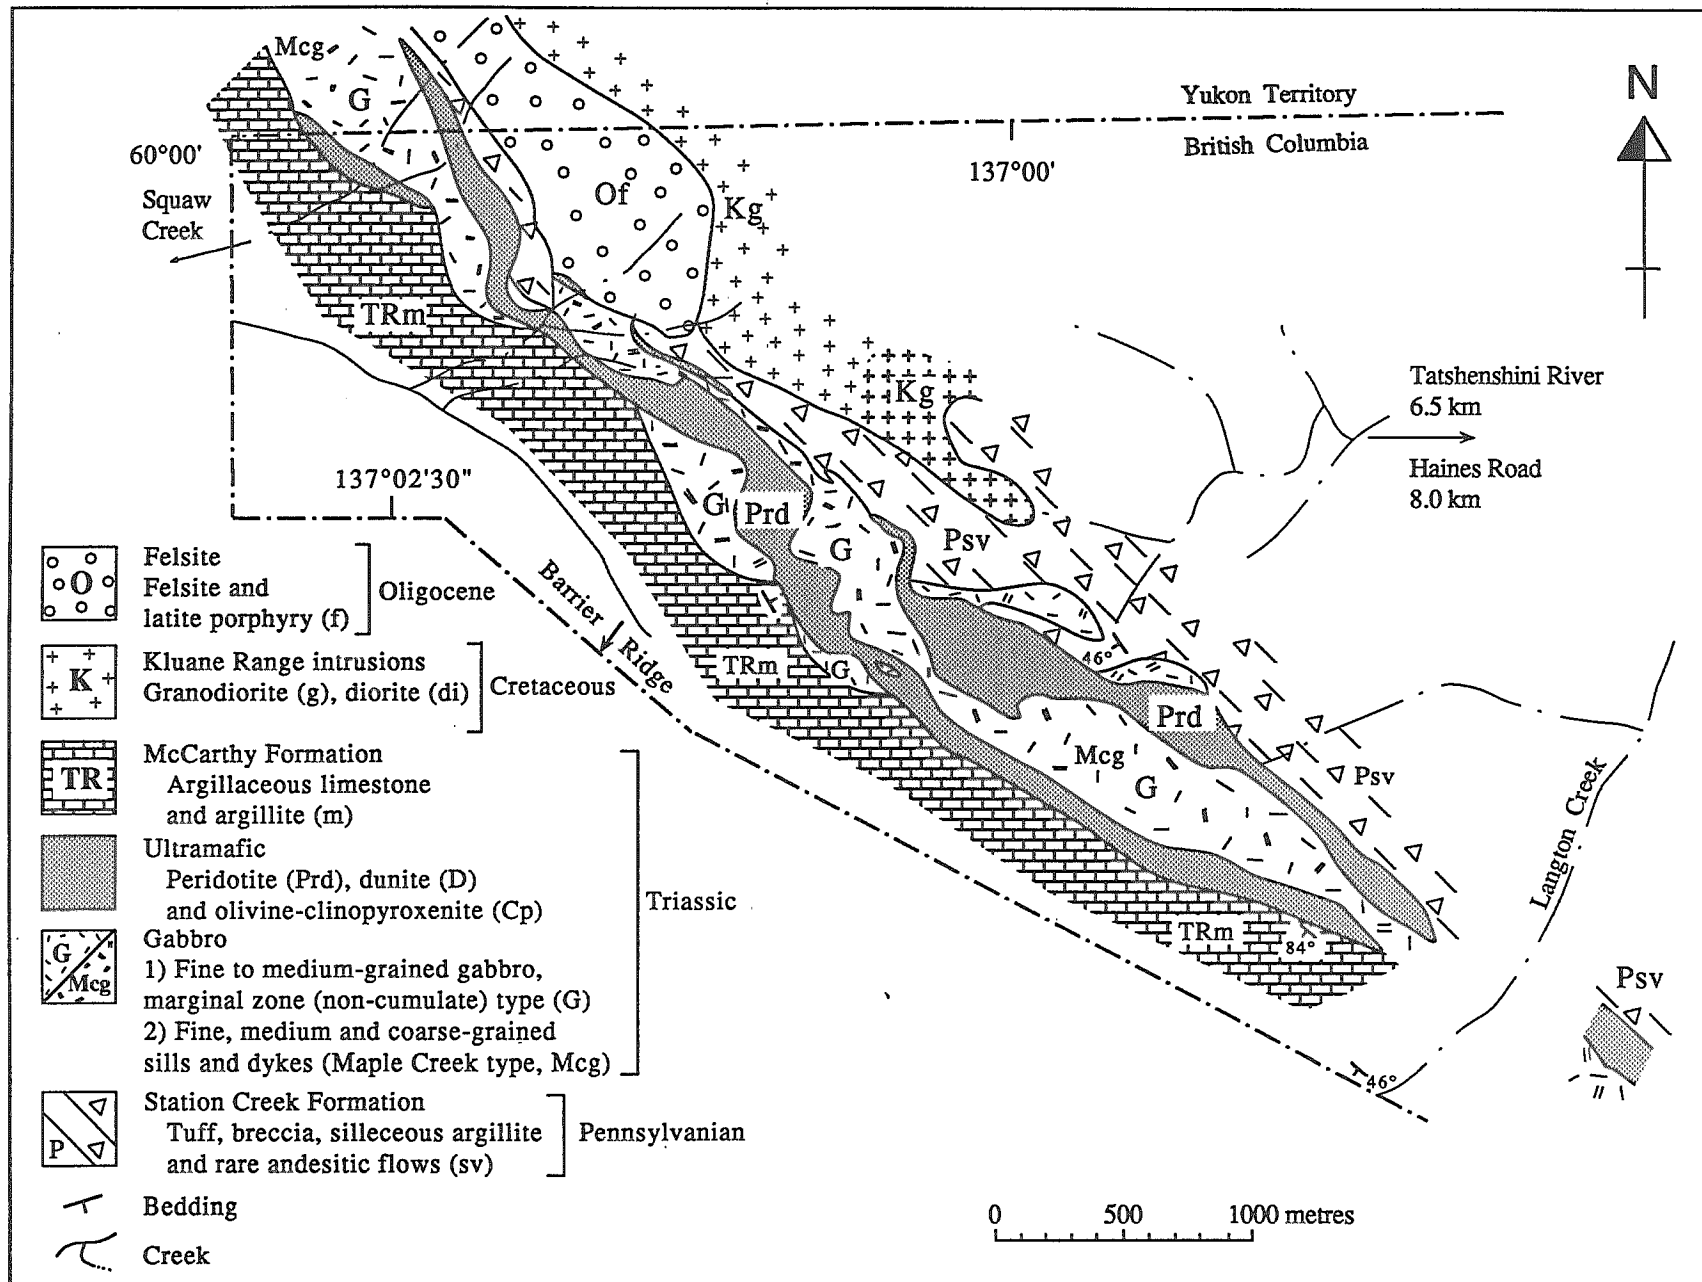 Mcg
G
N
Yukon Territory
British Columbia
60°00'
137°00'
Squaw
Creek
Of
Kg
TRm
Kg
Tatshenshini River
6.5 km
Haines Road
8.0 km
137°02'30"
G
Prd
G
Psv
Barrier
Ridge
46°
TRm
G
Prd
Mcg
G
Psv
Langton Creek
TRm
84°
Psv
46°
O
Felsite
Felsite and
latite porphyry (f)
Oligocene
K
Kluane Range intrusions
Granodiorite (g), diorite (di)
Cretaceous
TR
McCarthy Formation
Argillaceous limestone
and argillite (m)
Ultramafic
Peridotite (Prd), dunite (D)
and olivine-clinopyroxenite (Cp)
Triassic
G
Mcg
Gabbro
1) Fine to medium-grained gabbro,
marginal zone (non-cumulate) type (G)
2) Fine, medium and coarse-grained
sills and dykes (Maple Creek type, Mcg)
P
Station Creek Formation
Tuff, breccia, silleceous argillite
and rare andesitic flows (sv)
Pennsylvanian
Bedding
Creek
0 500 1000 metres